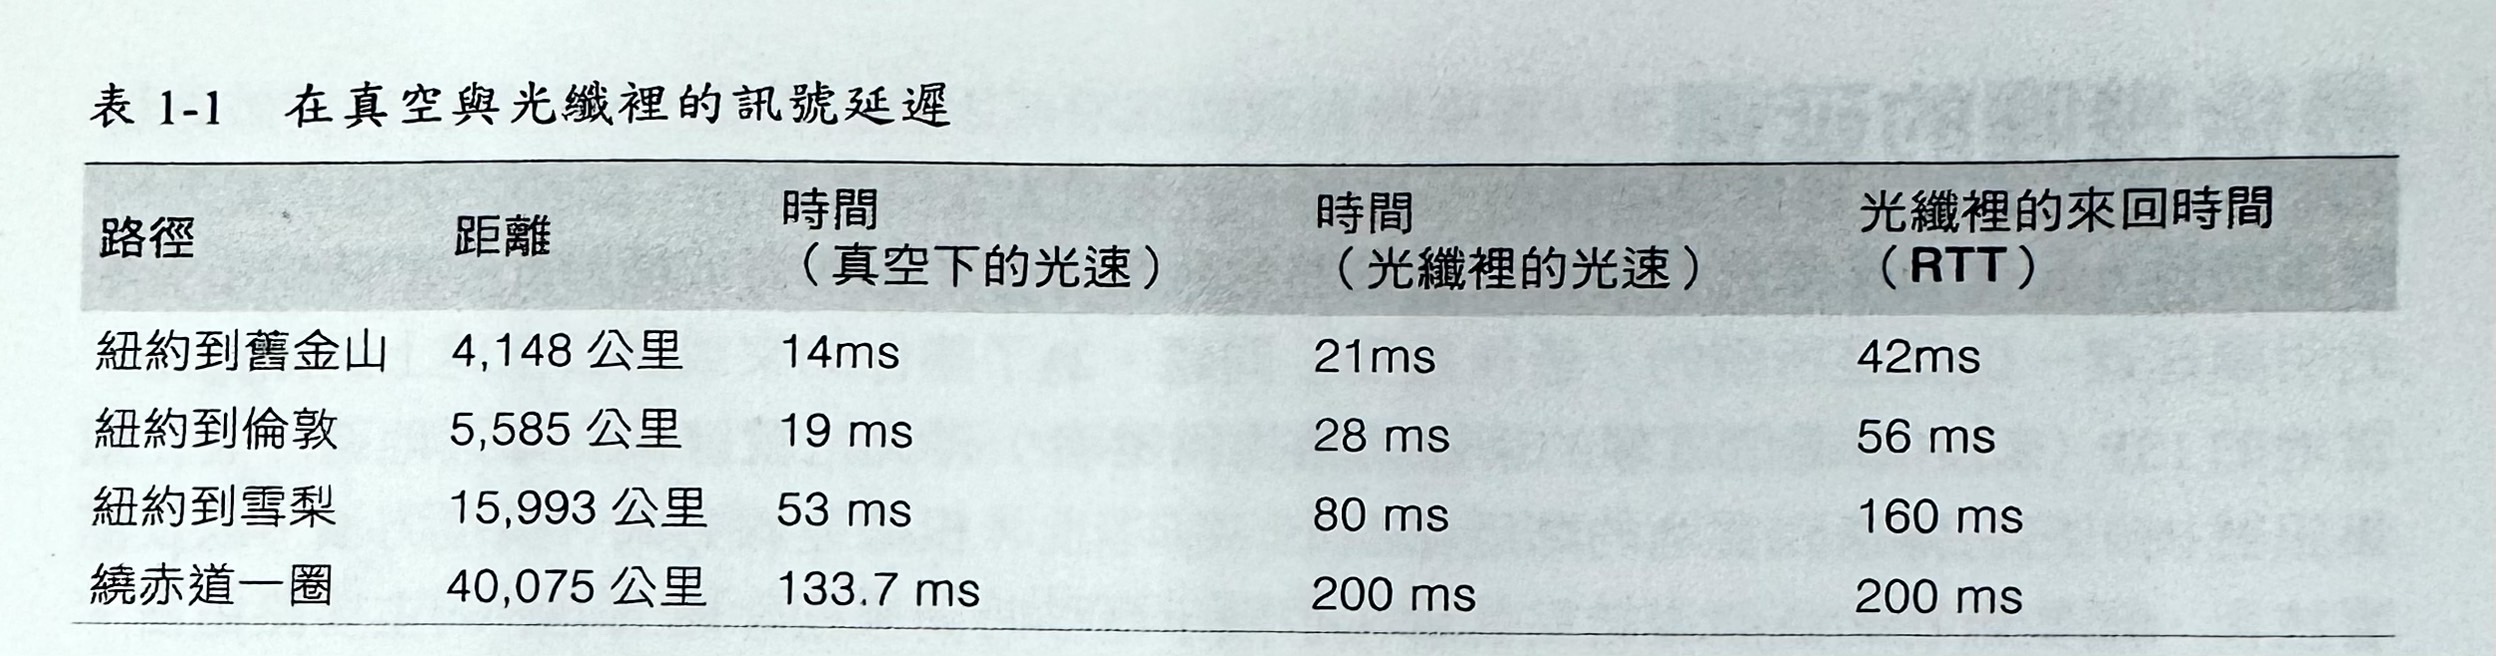 表 1-1 在真空與光纖裡的訊號延遲
路徑 距離 時間（真空下的光速） 時間（光纖裡的光速） 光纖裡的來回時間（RTT）
紐約到舊金山 4,148 公里 14ms 21ms 42ms
紐約到倫敦 5,585 公里 19 ms 28 ms 56 ms
紐約到雪梨 15,993 公里 53 ms 80 ms 160 ms
繞赤道一圈 40,075 公里 133.7 ms 200 ms 200 ms